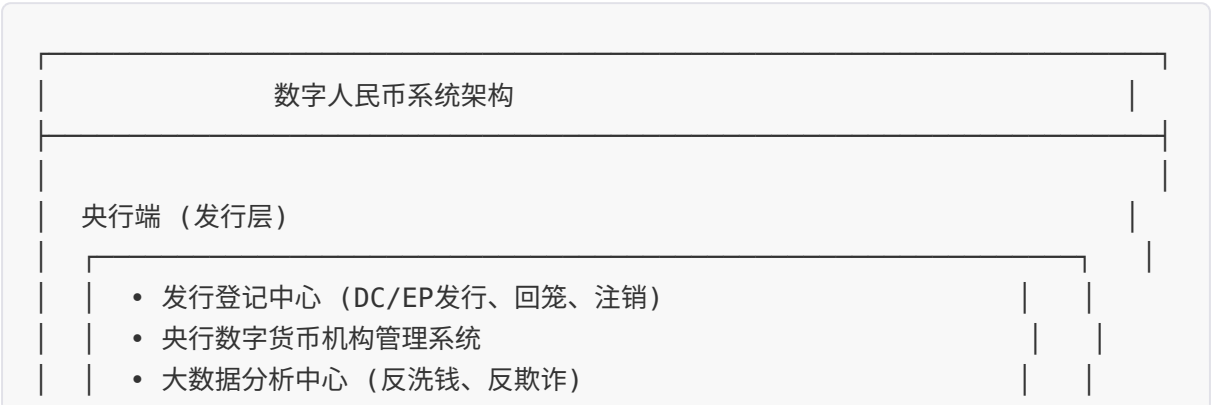 数字人民币系统架构
央行端 (发行层)
• 发行登记中心 (DC/EP发行、回笼、注销)
• 央行数字货币机构管理系统
• 大数据分析中心 (反洗钱、反欺诈)